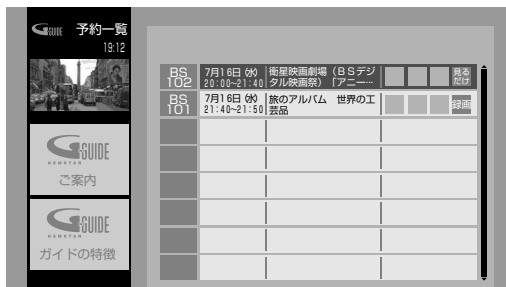 G GUIDE 予約一覧
19:12
BS
102
7月16日(水)
20:00~21:40
衛星映画劇場（BSデジ
タル映画祭）「アニー…
見る
だけ
BS
101
7月16日(水)
21:40~21:50
旅のアルバム　世界の工
芸品
録画
G-GUIDE
GEMSTAR
ご案内
G-GUIDE
GEMSTAR
ガイドの特徴